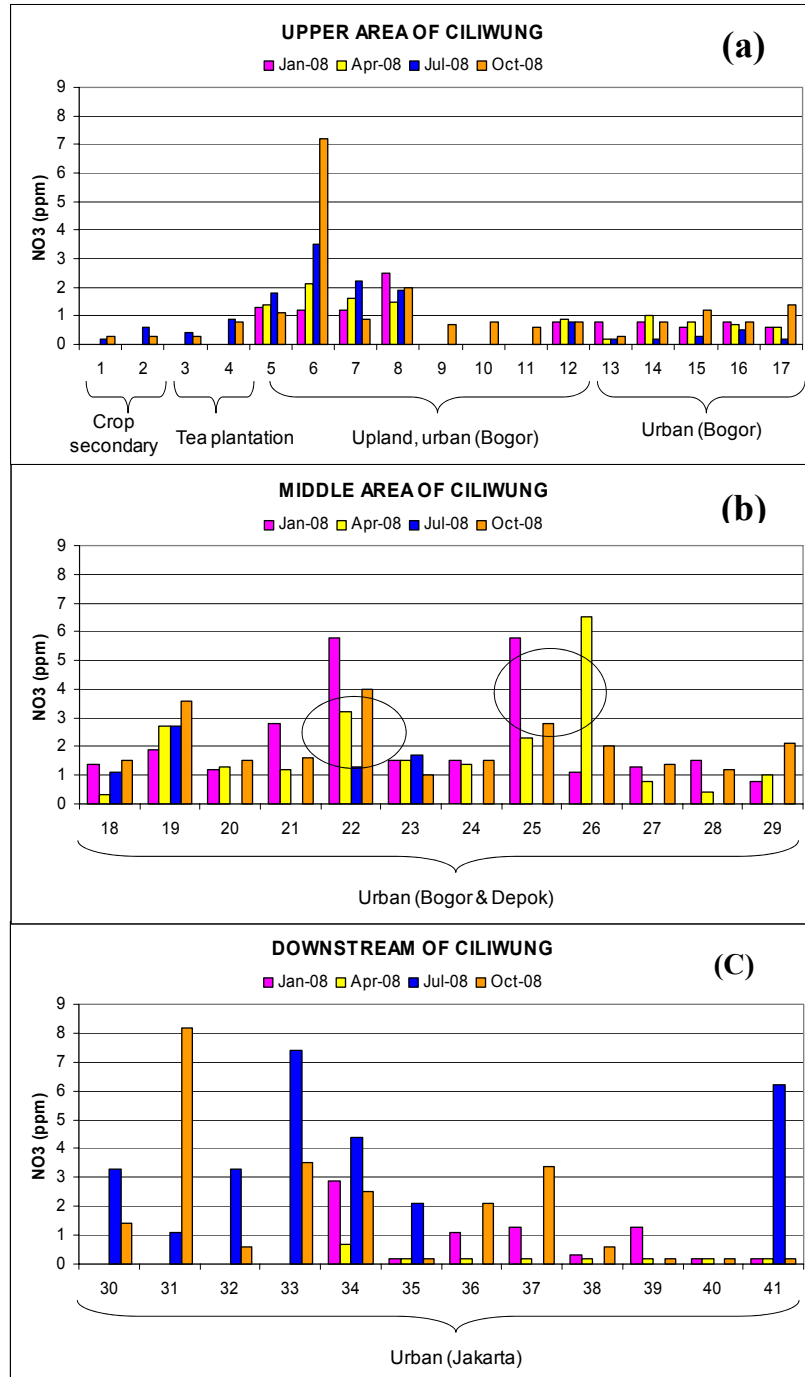 UPPER AREA OF CILIWUNG
(a)
Jan-08 Apr-08 Jul-08 Oct-08
9
8
7
6
5
4
3
2
1
0
NO3 (ppm)
1 2 3 4 5 6 7 8 9 10 11 12 13 14 15 16 17
Crop
secondary
Tea plantation
Upland, urban (Bogor)
Urban (Bogor)
MIDDLE AREA OF CILIWUNG
(b)
Jan-08 Apr-08 Jul-08 Oct-08
9
8
7
6
5
4
3
2
1
0
NO3 (ppm)
18 19 20 21 22 23 24 25 26 27 28 29
Urban (Bogor & Depok)
DOWNSTREAM OF CILIWUNG
(C)
Jan-08 Apr-08 Jul-08 Oct-08
9
8
7
6
5
4
3
2
1
0
NO3 (ppm)
30 31 32 33 34 35 36 37 38 39 40 41
Urban (Jakarta)